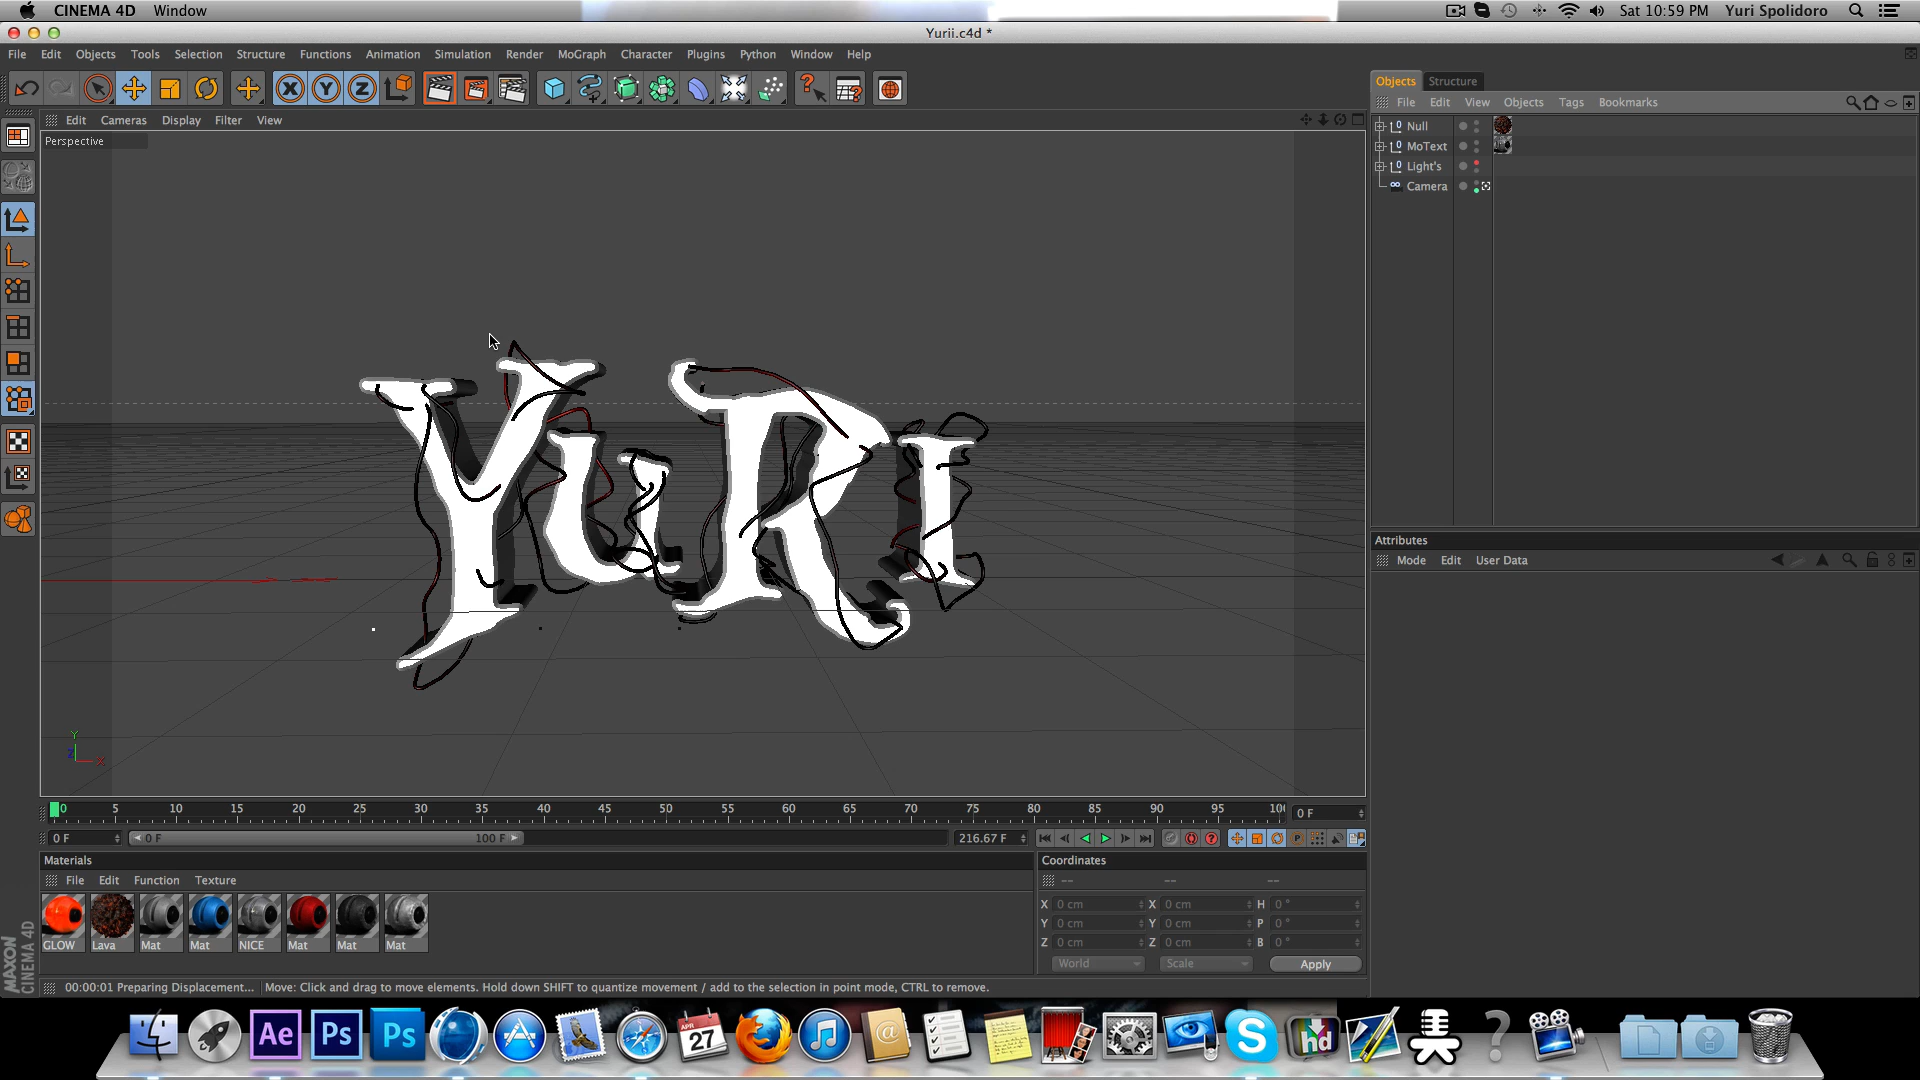 CINEMA 4D Window Sat 10:59 PM Yuri Spolidoro
Yurii.c4d *
File Edit Objects Tools Selection Structure Functions Animation Simulation Render MoGraph Character Plugins Python Window Help
X Y Z
Objects Structure
File Edit View Objects Tags Bookmarks
Edit Cameras Display Filter View
Perspective
Null
MoText
Light's
Camera
YuRI
Attributes
Mode Edit User Data
Y
Z X
0 5 10 15 20 25 30 35 40 45 50 55 60 65 70 75 80 85 90 95 10 0 F
0 F 0 F 100 F 216.67 F
Materials
File Edit Function Texture
GLOW Lava Mat Mat NICE Mat Mat Mat
Coordinates
-- -- --
X 0 cm X 0 cm H 0 °
Y 0 cm Y 0 cm P 0 °
Z 0 cm Z 0 cm B 0 °
World Scale Apply
MAXON
CINEMA 4D
00:00:01 Preparing Displacement... Move: Click and drag to move elements. Hold down SHIFT to quantize movement / add to the selection in point mode, CTRL to remove.
Ae Ps Ps APR 27 @ S hd ?